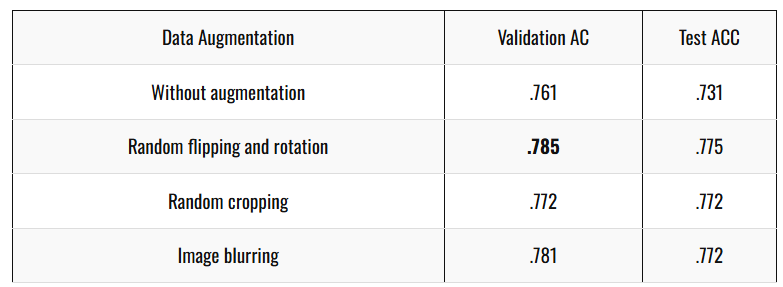 Data Augmentation Validation AC Test ACC
Without augmentation .761 .731
Random flipping and rotation .785 .775
Random cropping .772 .772
Image blurring .781 .772